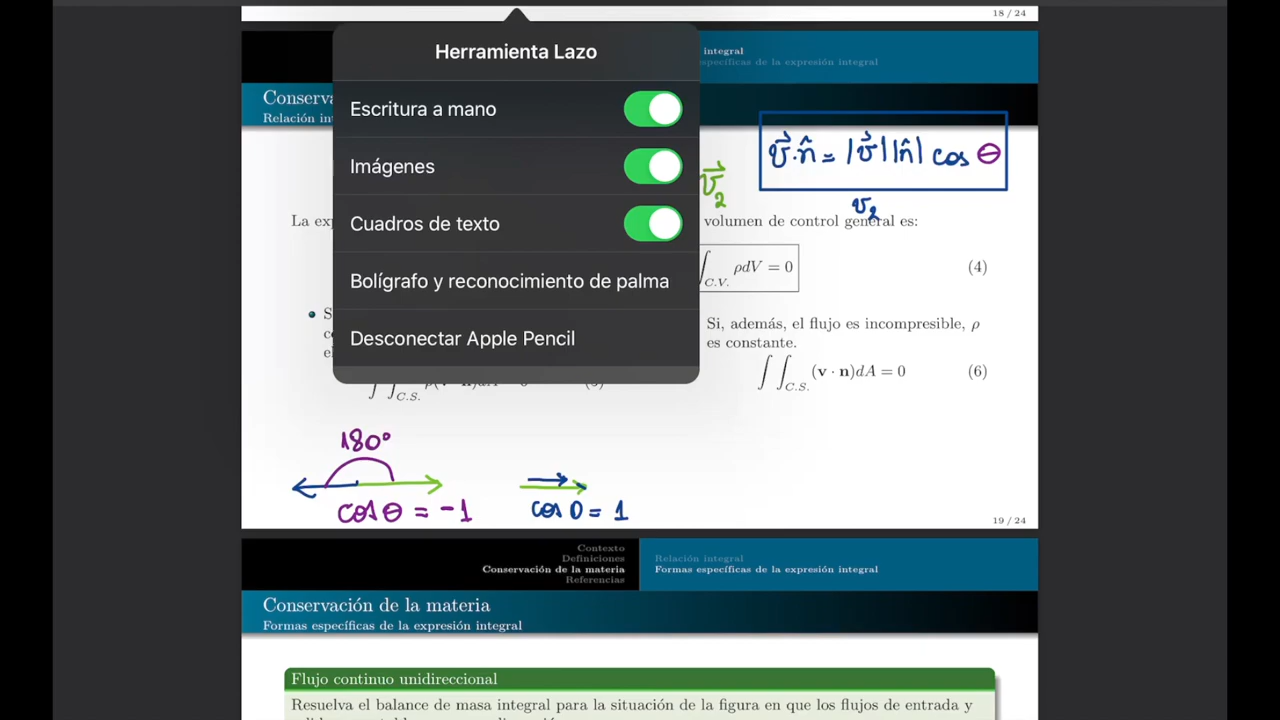 18 / 24
Herramienta Lazo
Escritura a mano
Imágenes
Cuadros de texto
Bolígrafo y reconocimiento de palma
Desconectar Apple Pencil
integral
específicas de la expresión integral
Conserva
Relación in
v⃗·n̂ = |v⃗| |n̂| cos θ
v⃗₂
v₂
La ex
volumen de control general es:
∫C.V. ρdV = 0 (4)
S
Si, además, el flujo es incompresible, ρ
es constante.
∫∫C.S. (v · n)dA = 0 (6)
C.S.
180°
cos θ = -1
cos 0 = 1
19 / 24
Contexto
Definiciones
Conservación de la materia
Referencias
Relación integral
Formas específicas de la expresión integral
Conservación de la materia
Formas específicas de la expresión integral
Flujo continuo unidireccional
Resuelva el balance de masa integral para la situación de la figura en que los flujos de entrada y